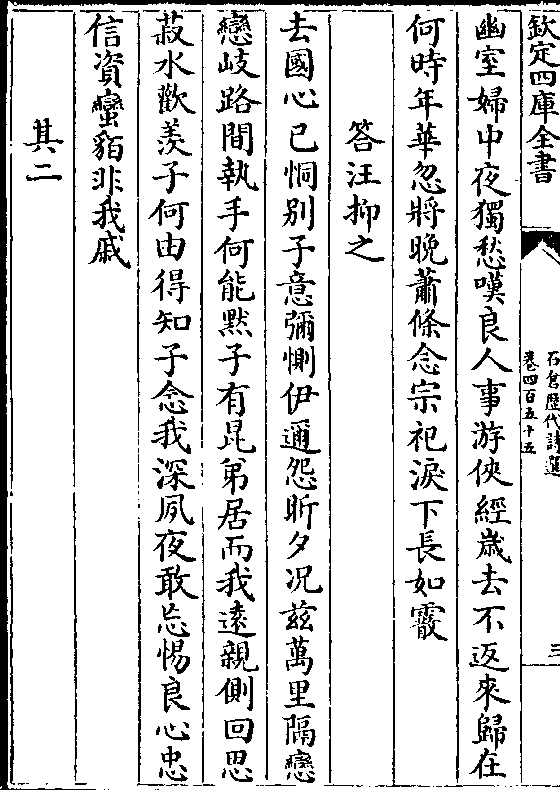 欽定四庫全書
石倉歷代詩選
卷四百五十五
三
幽室婦中夜獨愁嘆良人事游俠經歲去不返來歸在
何時年華忽將晚蕭條念宗祀淚下長如霰
答汪抑之
去國心已恫別子意彌惻伊邇怨昕夕况茲萬里隔戀
戀岐路間執手何能默子有昆弟居而我遠親側回思
菽水歡羡子何由得知子念我深夙夜敢忘惕良心忠
信資蠻貊非我戚
其二